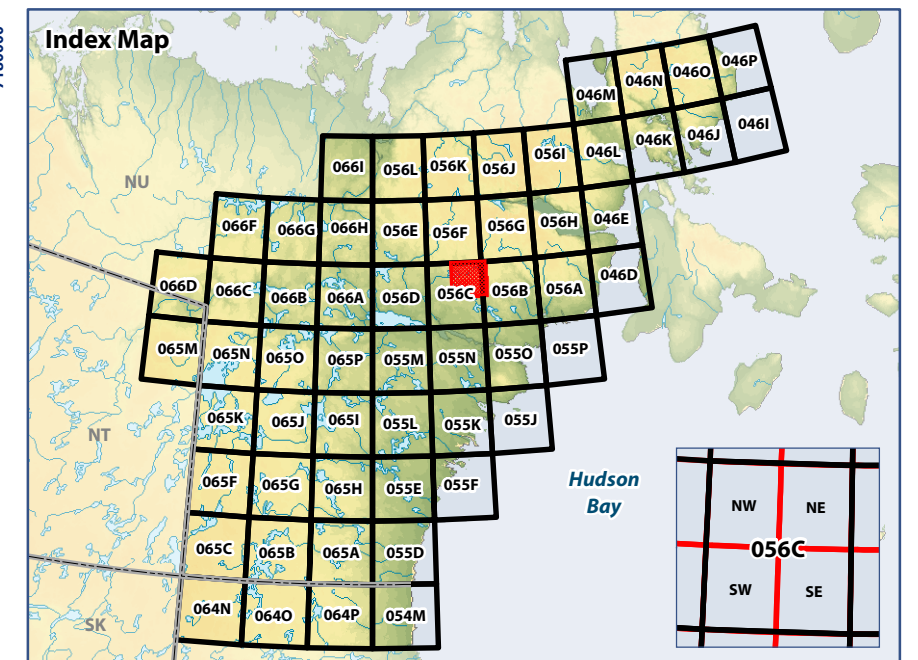 7180000
Index Map
046M 046N 046O 046P
066I 056L 056K 056J 056I 046L 046K 046J 046I
NU
066F 066G 066H 056E 056F 056G 056H 046E
066D 066C 066B 066A 056D 056C 056B 056A 046D
065M 065N 065O 065P 055M 055N 055O 055P
065K 065J 065I 055L 055K 055J
NT
065F 065G 065H 055E 055F
Hudson
Bay
065C 065B 065A 055D
064N 064O 064P 054M
SK
NW NE
056C
SW SE